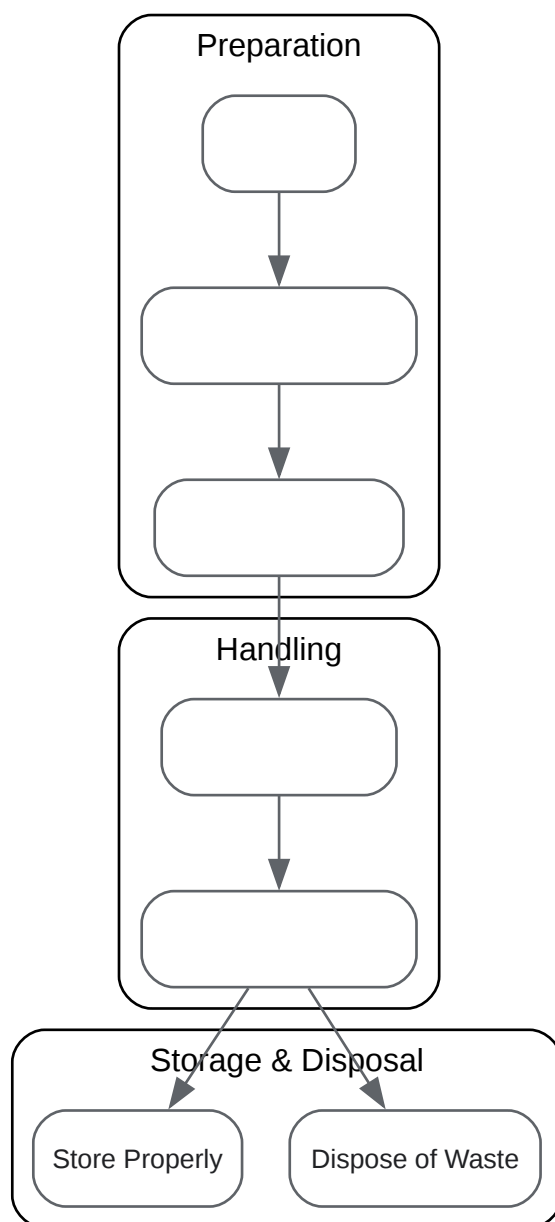 Preparation
Handling
Storage & Disposal
Store Properly
Dispose of Waste